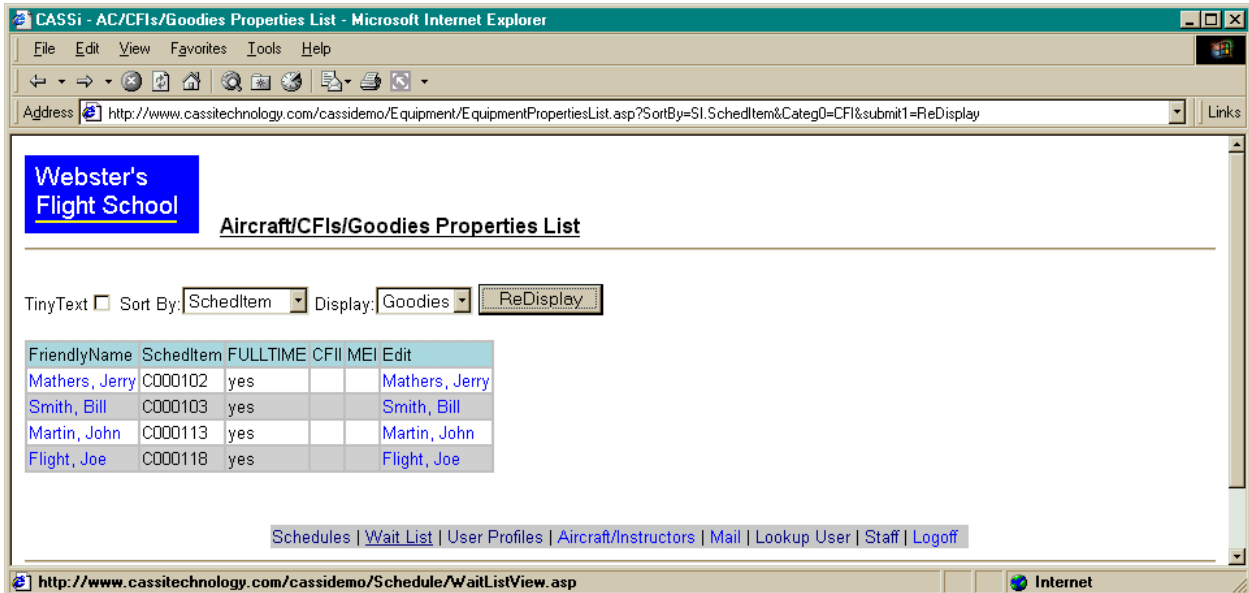 CASSi - AC/CFIs/Goodies Properties List - Microsoft Internet Explorer
File Edit View Favorites Tools Help
Address http://www.cassitechnology.com/cassidemo/Equipment/EquipmentPropertiesList.asp?SortBy=SI.SchedItem&Categ0=CFI&submit1=ReDisplay Links
Webster's
Flight School
Aircraft/CFIs/Goodies Properties List
TinyText Sort By: SchedItem Display: Goodies ReDisplay
FriendlyName SchedItem FULLTIME CFII MEI Edit
Mathers, Jerry C000102 yes Mathers, Jerry
Smith, Bill C000103 yes Smith, Bill
Martin, John C000113 yes Martin, John
Flight, Joe C000118 yes Flight, Joe
Schedules | Wait List | User Profiles | Aircraft/Instructors | Mail | Lookup User | Staff | Logoff
http://www.cassitechnology.com/cassidemo/Schedule/WaitListView.asp Internet